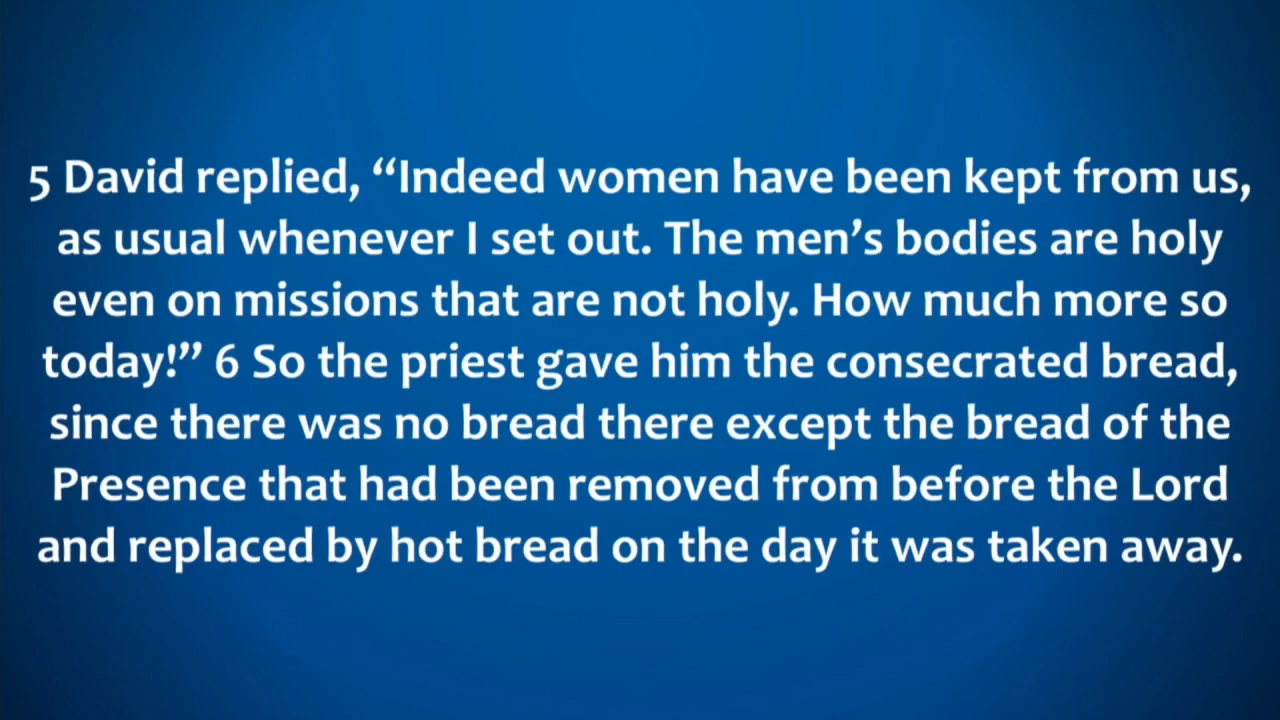 5 David replied, “Indeed women have been kept from us,
as usual whenever I set out. The men’s bodies are holy
even on missions that are not holy. How much more so
today!” 6 So the priest gave him the consecrated bread,
since there was no bread there except the bread of the
Presence that had been removed from before the Lord
and replaced by hot bread on the day it was taken away.